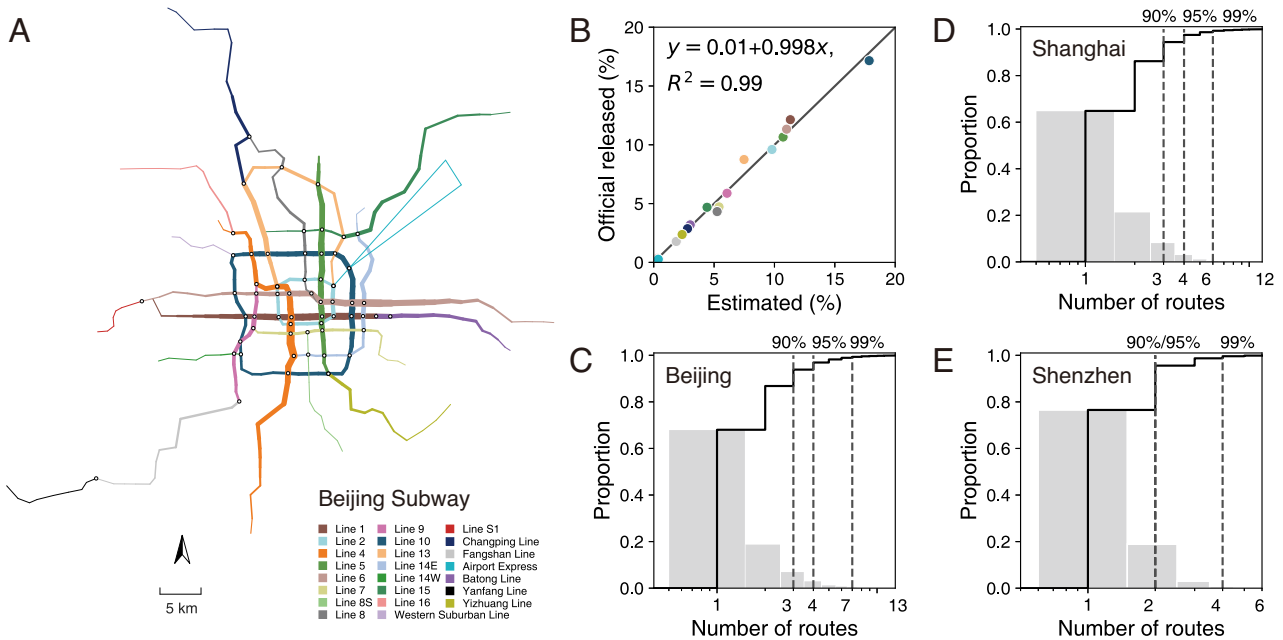 A
Beijing Subway
Line 1
Line 2
Line 4
Line 5
Line 6
Line 7
Line 8S
Line 8
Line 9
Line 10
Line 13
Line 14E
Line 14W
Line 15
Line 16
Western Suburban Line
Line S1
Changping Line
Fangshan Line
Airport Express
Batong Line
Yanfang Line
Yizhuang Line
5 km
B
y = 0.01+0.998x,
R² = 0.99
Official released (%)
20
15
10
5
0
0 5 10 15 20
Estimated (%)
C
90% 95% 99%
Beijing
Proportion
1.0
0.8
0.6
0.4
0.2
0.0
1 3 4 7 13
Number of routes
D
90% 95% 99%
Shanghai
Proportion
1.0
0.8
0.6
0.4
0.2
0.0
1 3 4 6 12
Number of routes
E
90%/95% 99%
Shenzhen
Proportion
1.0
0.8
0.6
0.4
0.2
0.0
1 2 4 6
Number of routes